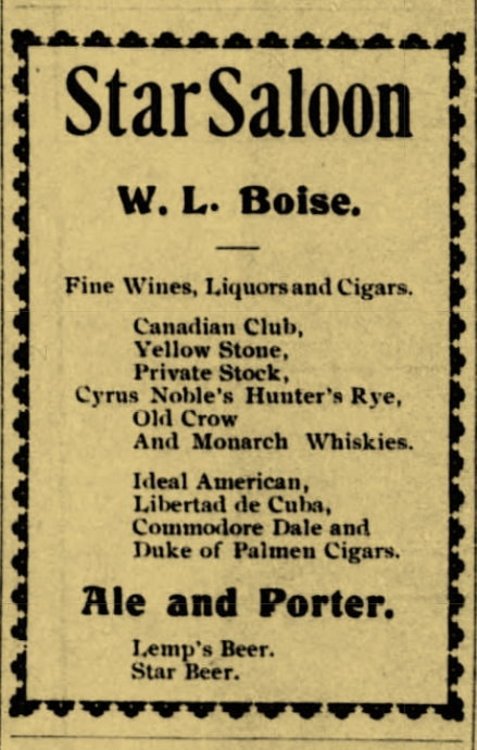 Star Saloon
W. L. Boise.
Fine Wines, Liquors and Cigars.
Canadian Club,
Yellow Stone,
Private Stock,
Cyrus Noble's Hunter's Rye,
Old Crow
And Monarch Whiskies.
Ideal American,
Libertad de Cuba,
Commodore Dale and
Duke of Palmen Cigars.
Ale and Porter.
Lemp's Beer.
Star Beer.